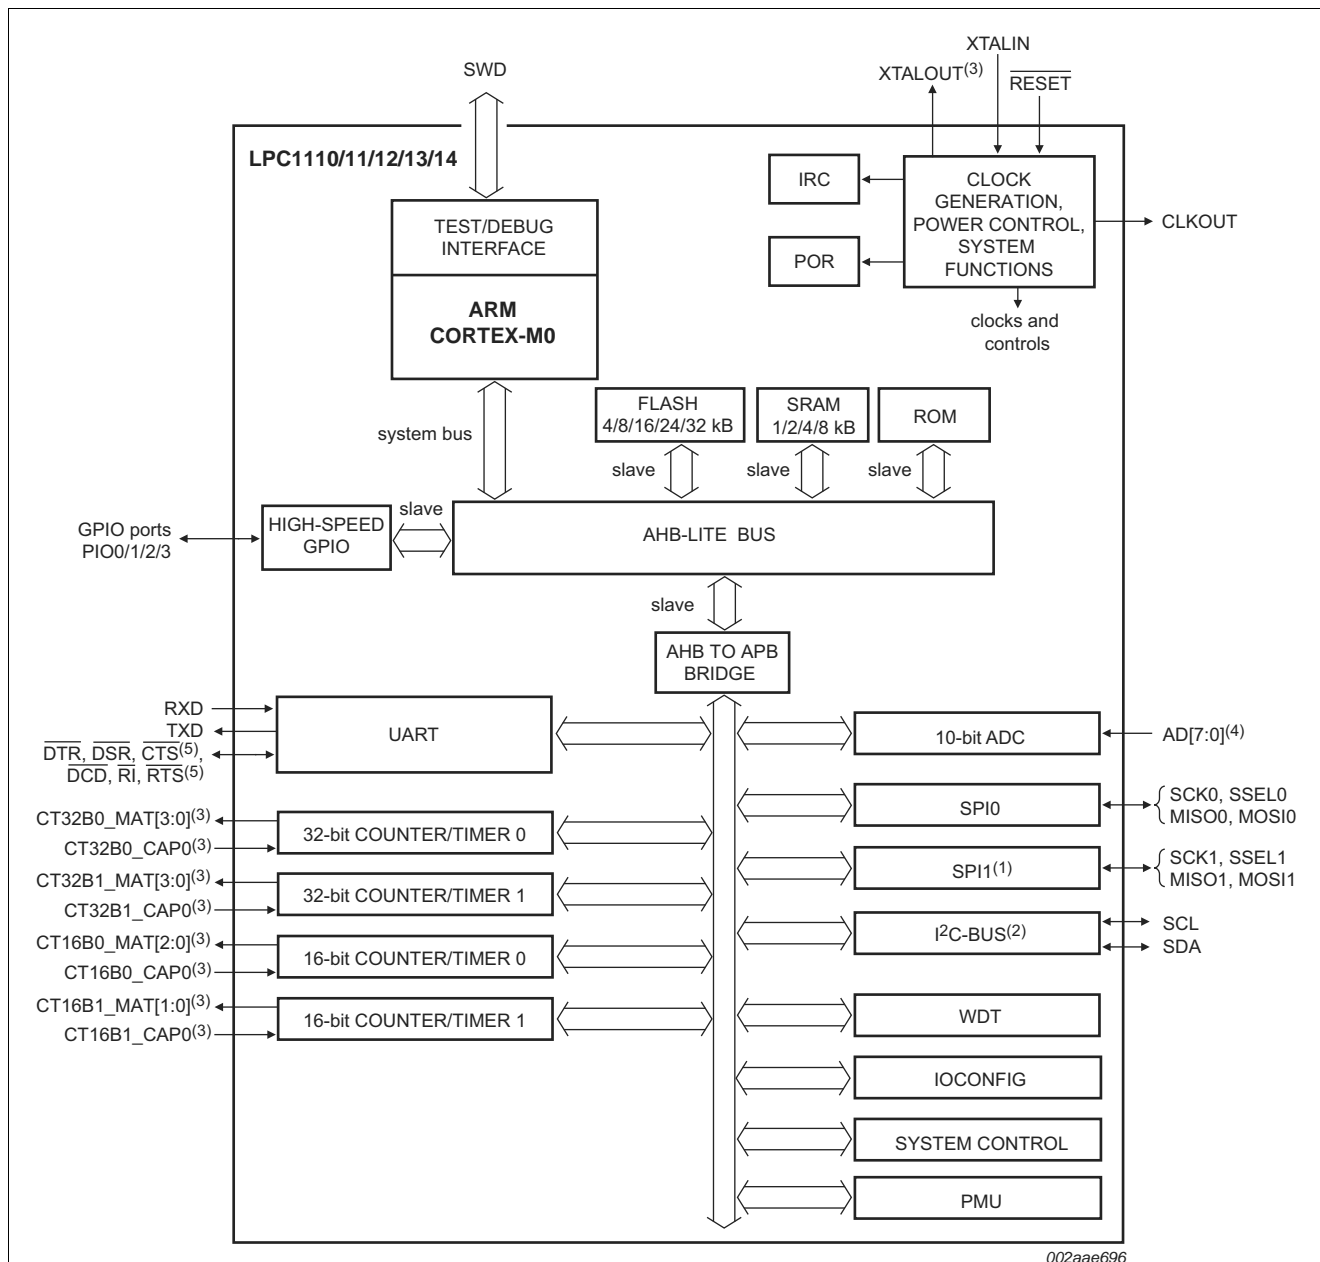 XTALIN
XTALOUT(3)
RESET
SWD
LPC1110/11/12/13/14
TEST/DEBUG
INTERFACE
ARM
CORTEX-M0
IRC
POR
CLOCK
GENERATION,
POWER CONTROL,
SYSTEM
FUNCTIONS
CLKOUT
clocks and
controls
system bus
FLASH
4/8/16/24/32 kB
SRAM
1/2/4/8 kB
ROM
slave
slave
slave
GPIO ports
PIO0/1/2/3
HIGH-SPEED
GPIO
slave
AHB-LITE BUS
slave
AHB TO APB
BRIDGE
RXD
TXD
DTR, DSR, CTS(5),
DCD, RI, RTS(5)
UART
10-bit ADC
AD[7:0](4)
CT32B0_MAT[3:0](3)
CT32B0_CAP0(3)
32-bit COUNTER/TIMER 0
SPI0
SCK0, SSEL0
MISO0, MOSI0
CT32B1_MAT[3:0](3)
CT32B1_CAP0(3)
32-bit COUNTER/TIMER 1
SPI1(1)
SCK1, SSEL1
MISO1, MOSI1
CT16B0_MAT[2:0](3)
CT16B0_CAP0(3)
16-bit COUNTER/TIMER 0
I2C-BUS(2)
SCL
SDA
CT16B1_MAT[1:0](3)
CT16B1_CAP0(3)
16-bit COUNTER/TIMER 1
WDT
IOCONFIG
SYSTEM CONTROL
PMU
002aae696